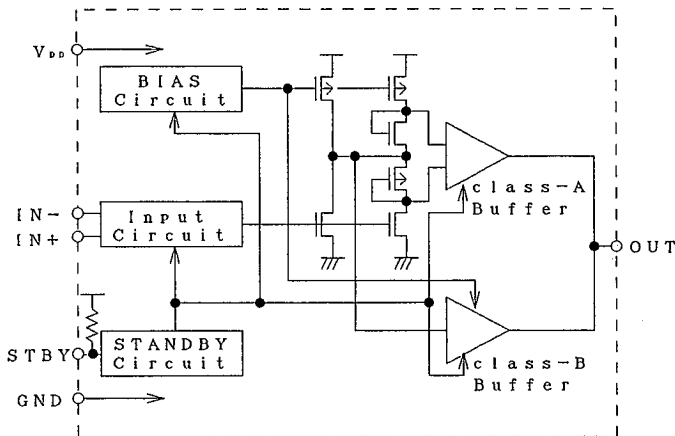 VDD
BIAS
Circuit
IN-
IN+
Input
Circuit
class-A
Buffer
OUT
STBY
STANDBY
Circuit
class-B
Buffer
GND